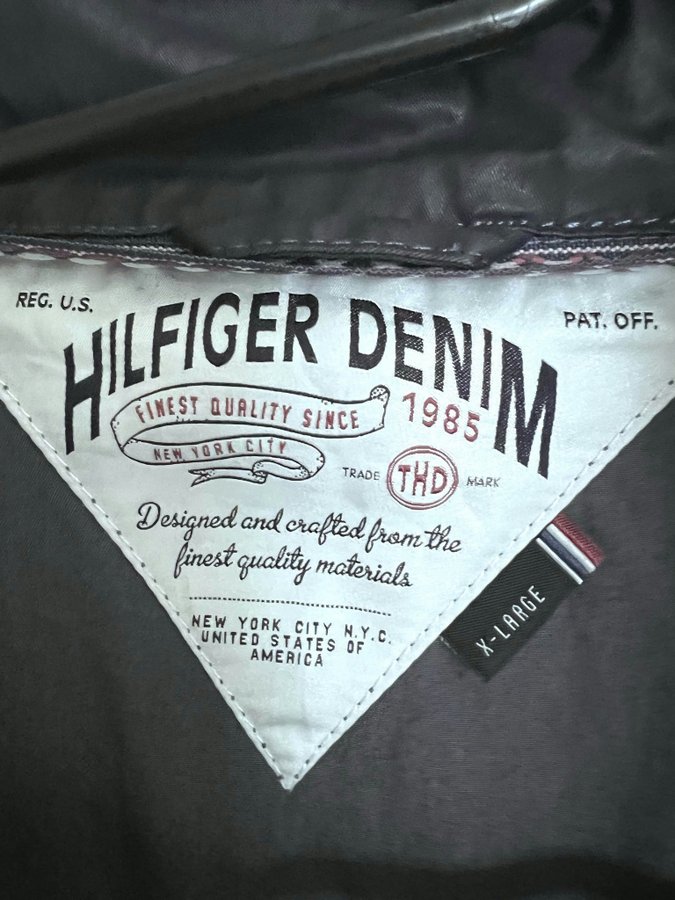 REG. U.S.
PAT. OFF.
HILFIGER DENIM
FINEST QUALITY SINCE
1985
NEW YORK CITY
TRADE THD MARK
Designed and crafted from the
finest quality materials
NEW YORK CITY N.Y.C.
UNITED STATES OF
AMERICA
X-LARGE